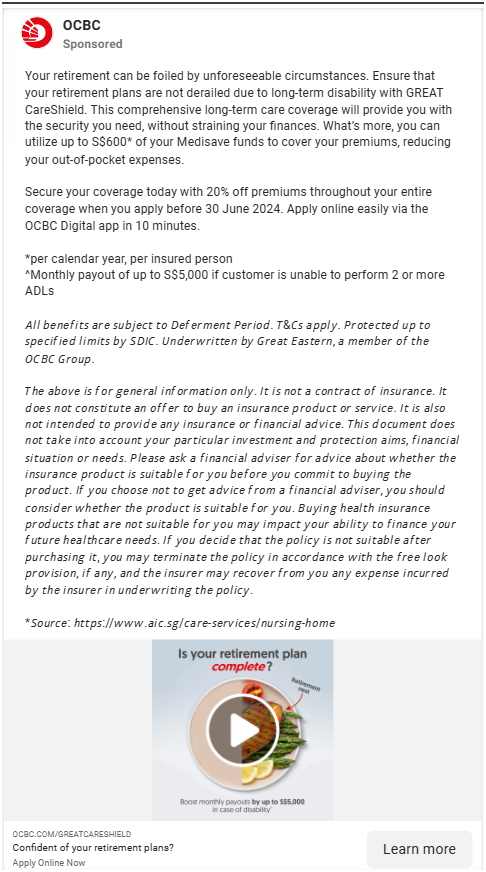 OCBC
Sponsored
Your retirement can be foiled by unforeseeable circumstances. Ensure that
your retirement plans are not derailed due to long-term disability with GREAT
CareShield. This comprehensive long-term care coverage will provide you with
the security you need, without straining your finances. What's more, you can
utilize up to S$600* of your Medisave funds to cover your premiums, reducing
your out-of-pocket expenses.
Secure your coverage today with 20% off premiums throughout your entire
coverage when you apply before 30 June 2024. Apply online easily via the
OCBC Digital app in 10 minutes.
*per calendar year, per insured person
^Monthly payout of up to S$5,000 if customer is unable to perform 2 or more
ADLs
All benefits are subject to Deferment Period. T&Cs apply. Protected up to
specified limits by SDIC. Underwritten by Great Eastern, a member of the
OCBC Group.
The above is for general information only. It is not a contract of insurance. It
does not constitute an offer to buy an insurance product or service. It is also
not intended to provide any insurance or financial advice. This document does
not take into account your particular investment and protection aims, financial
situation or needs. Please ask a financial adviser for advice about whether the
insurance product is suitable for you before you commit to buying the
product. If you choose not to get advice from a financial adviser, you should
consider whether the product is suitable for you. Buying health insurance
products that are not suitable for you may impact your ability to finance your
future healthcare needs. If you decide that the policy is not suitable after
purchasing it, you may terminate the policy in accordance with the free look
provision, if any, and the insurer may recover from you any expense incurred
by the insurer in underwriting the policy.
*Source: https://www.aic.sg/care-services/nursing-home
Is your retirement plan
complete?
Retirement
nest
Boost monthly payouts by up to S$5,000
in case of disability^
OCBC.COM/GREATCARESHIELD
Confident of your retirement plans?
Apply Online Now
Learn more